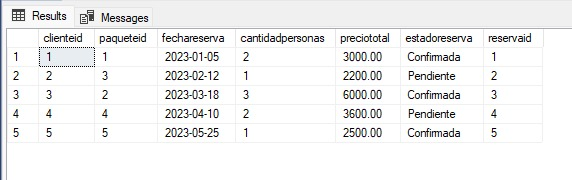 Results Messages
clienteid paqueteid fechareserva cantidadpersonas preciototal estadoreserva reservaid
1 1 1 2023-01-05 2 3000.00 Confirmada 1
2 2 3 2023-02-12 1 2200.00 Pendiente 2
3 3 2 2023-03-18 3 6000.00 Confirmada 3
4 4 4 2023-04-10 2 3600.00 Pendiente 4
5 5 5 2023-05-25 1 2500.00 Confirmada 5